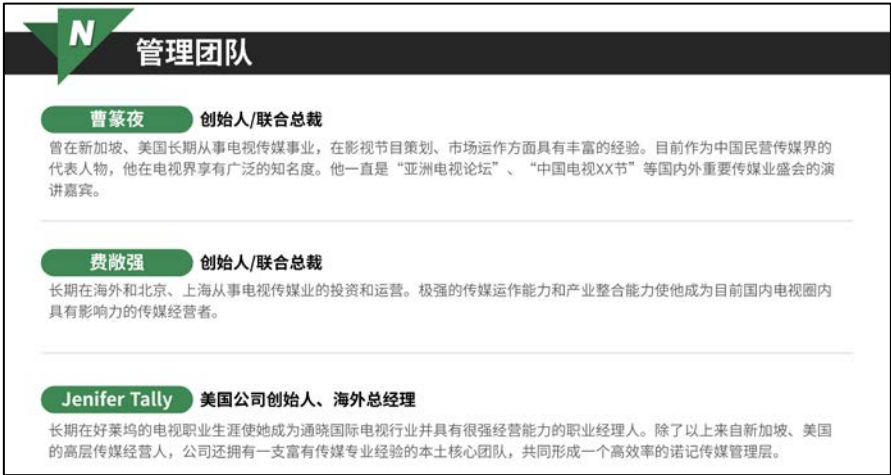 N
管理团队
曹篆夜 创始人/联合总裁
曾在新加坡、美国长期从事电视传媒事业，在影视节目策划、市场运作方面具有丰富的经验。目前作为中国民营传媒界的
代表人物，他在电视界享有广泛的知名度。他一直是“亚洲电视论坛”、“中国电视XX节”等国内外重要传媒业盛会的演
讲嘉宾。
费敞强 创始人/联合总裁
长期在海外和北京、上海从事电视传媒业的投资和运营。极强的传媒运作能力和产业整合能力使他成为目前国内电视圈内
具有影响力的传媒经营者。
Jenifer Tally 美国公司创始人、海外总经理
长期在好莱坞的电视职业生涯使她成为通晓国际电视行业并具有很强经营能力的职业经理人。除了以上来自新加坡、美国
的高层传媒经营人，公司还拥有一支富有传媒专业经验的本土核心团队，共同形成一个高效率的诺记传媒管理层。